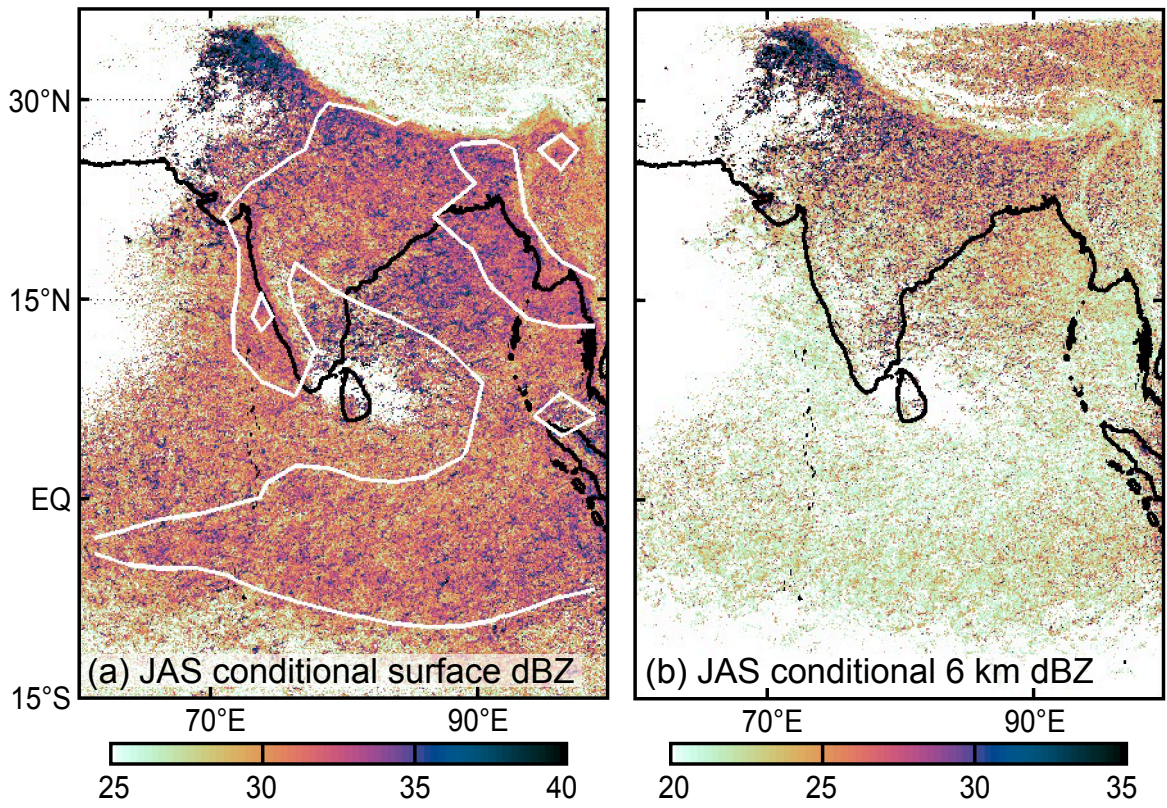 30°N
15°N
EQ
15°S
(a) JAS conditional surface dBZ
(b) JAS conditional 6 km dBZ
70°E 90°E 70°E 90°E
25 30 35 40 20 25 30 35